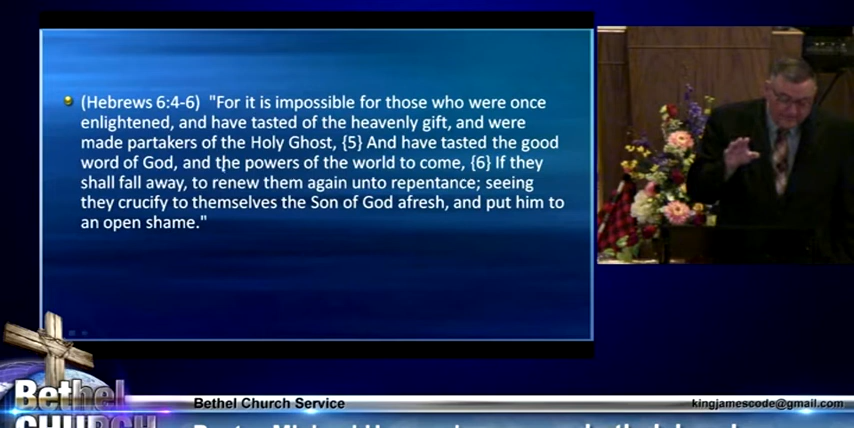 (Hebrews 6:4-6) "For it is impossible for those who were once
enlightened, and have tasted of the heavenly gift, and were
made partakers of the Holy Ghost, {5} And have tasted the good
word of God, and the powers of the world to come, {6} If they
shall fall away, to renew them again unto repentance; seeing
they crucify to themselves the Son of God afresh, and put him to
an open shame."
Bethel
CHURCH
Bethel Church Service
kingjamescode@gmail.com